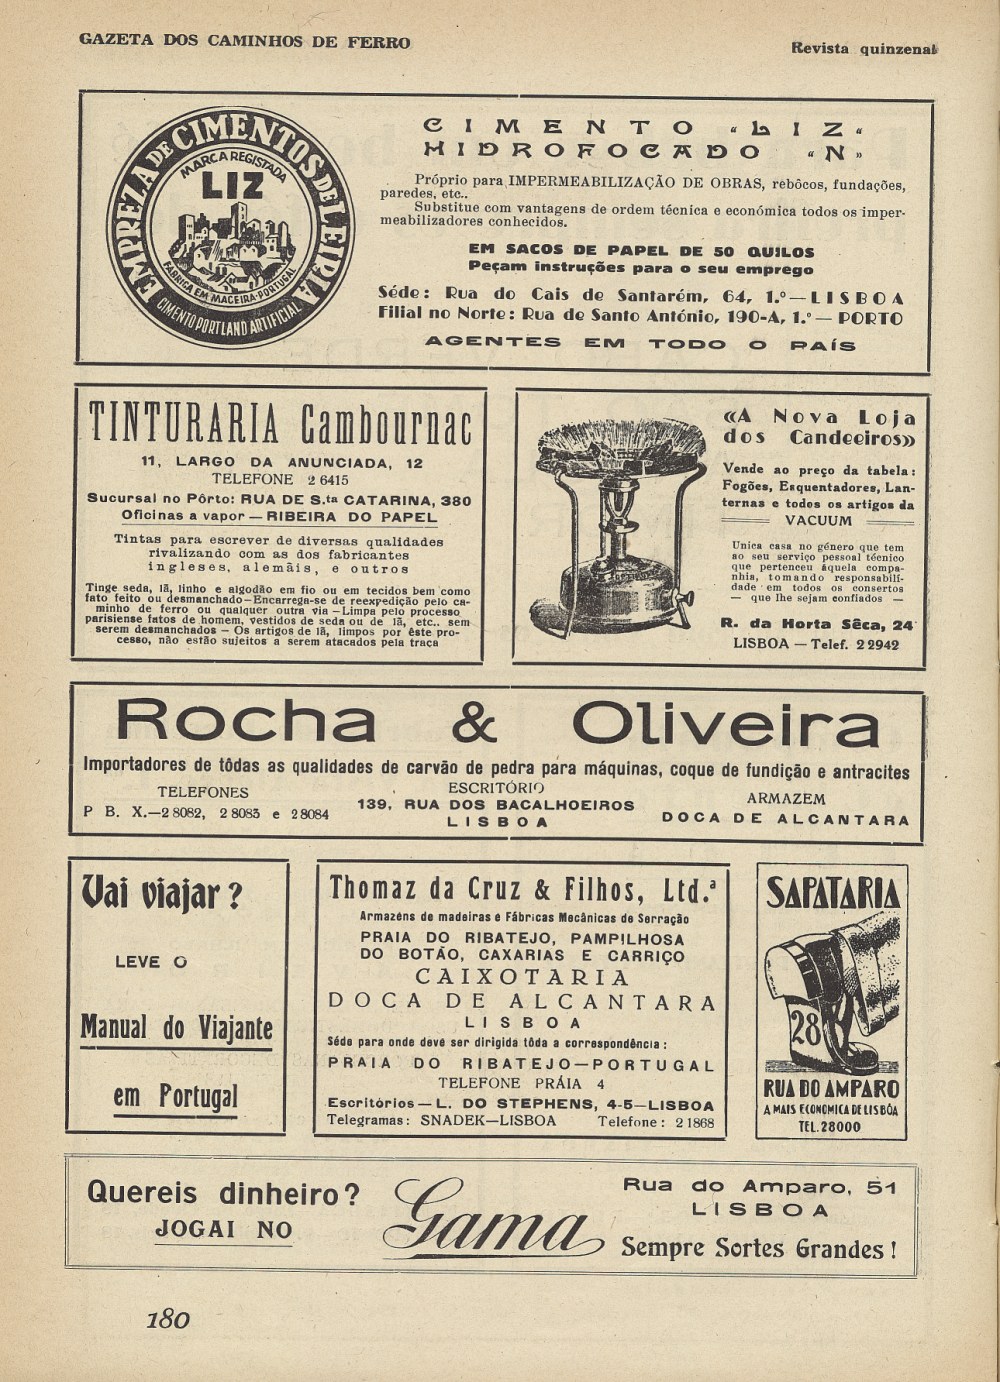 GAZETA DOS CAMINHOS DE FERRO
Revista quinzenal
EMPREZA DE CIMENTOS DE LEIRIA
MARCA REGISTADA
LIZ
FABRICA EM MACEIRA-PORTUGAL
CIMENTO PORTLAND ARTIFICIAL
CIMENTO "LIZ"
HIDROFOCADO "N"
Próprio para IMPERMEABILIZAÇÃO DE OBRAS, rebôcos, fundações,
paredes, etc..
Substitue com vantagens de ordem técnica e económica todos os imper-
meabilizadores conhecidos.
EM SACOS DE PAPEL DE 50 QUILOS
Peçam instruções para o seu emprego
Séde: Rua do Cais de Santarém, 64, 1.º—LISBOA
Filial no Norte: Rua de Santo António, 190-A, 1.º — PORTO
AGENTES EM TODO O PAÍS
TINTURARIA Cambournac
11, LARGO DA ANUNCIADA, 12
TELEFONE 2 6415
Sucursal no Pôrto: RUA DE S.ta CATARINA, 380
Oficinas a vapor — RIBEIRA DO PAPEL
Tintas para escrever de diversas qualidades
rivalizando com as dos fabricantes
ingleses, alemãis, e outros
Tinge seda, lã, linho e algodão em fio ou em tecidos bem como
fato feito ou desmanchado — Encarrega-se de reexpedição pelo ca-
minho de ferro ou qualquer outra via — Limpa pelo processo
parisiense fatos de homem, vestidos de seda ou de lã, etc.. sem
serem desmanchados — Os artigos de lã, limpos por êste pro-
cesso, não estão sujeitos a serem atacados pela traça
«A Nova Loja
dos Candeeiros»
Vende ao preço da tabela:
Fogões, Esquentadores, Lan-
ternas e todos os artigos da
VACUUM
Unica casa no género que tem
ao seu serviço pessoal técnico
que pertenceu àquela compa-
nhia, tomando responsabili-
dade em todos os consertos
— que lhe sejam confiados —
R. da Horta Sêca, 24
LISBOA — Telef. 2 2942
Rocha & Oliveira
Importadores de tôdas as qualidades de carvão de pedra para máquinas, coque de fundição e antracites
TELEFONES
P B. X.—2 8082, 2 8083 e 2 8084
ESCRITÓRIO
139, RUA DOS BACALHOEIROS
LISBOA
ARMAZEM
DOCA DE ALCANTARA
Vai viajar?
LEVE O
Manual do Viajante
em Portugal
Thomaz da Cruz & Filhos, Ltd.ª
Armazéns de madeiras e Fábricas Mecânicas de Serração
PRAIA DO RIBATEJO, PAMPILHOSA
DO BOTÃO, CAXARIAS E CARRIÇO
CAIXOTARIA
DOCA DE ALCANTARA
LISBOA
Séde para onde devé ser dirigida tôda a correspondência:
PRAIA DO RIBATEJO—PORTUGAL
TELEFONE PRÁIA 4
Escritórios — L. DO STEPHENS, 4-5—LISBOA
Telegramas: SNADEK—LISBOA Telefone: 2 1868
SAPATARIA
28
RUA DO AMPARO
A MAIS ECONOMICA DE LISBÔA
TEL. 28000
Quereis dinheiro?
JOGAI NO
Gama
Rua do Amparo, 51
LISBOA
Sempre Sortes Grandes!
180